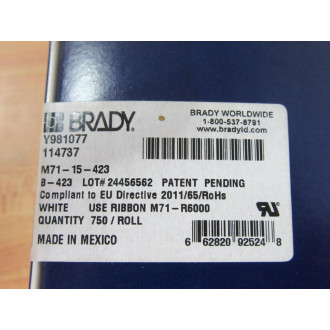 BRADY.
BRADY WORLDWIDE
1-800-537-8791
www.bradyid.com
Y981077
114737
M71-15-423
B-423 LOT# 24456562 PATENT PENDING
Compliant to EU Directive 2011/65/RoHs
WHITE USE RIBBON M71-R6000
QUANTITY 750 / ROLL
MADE IN MEXICO
6 62820 92524 8